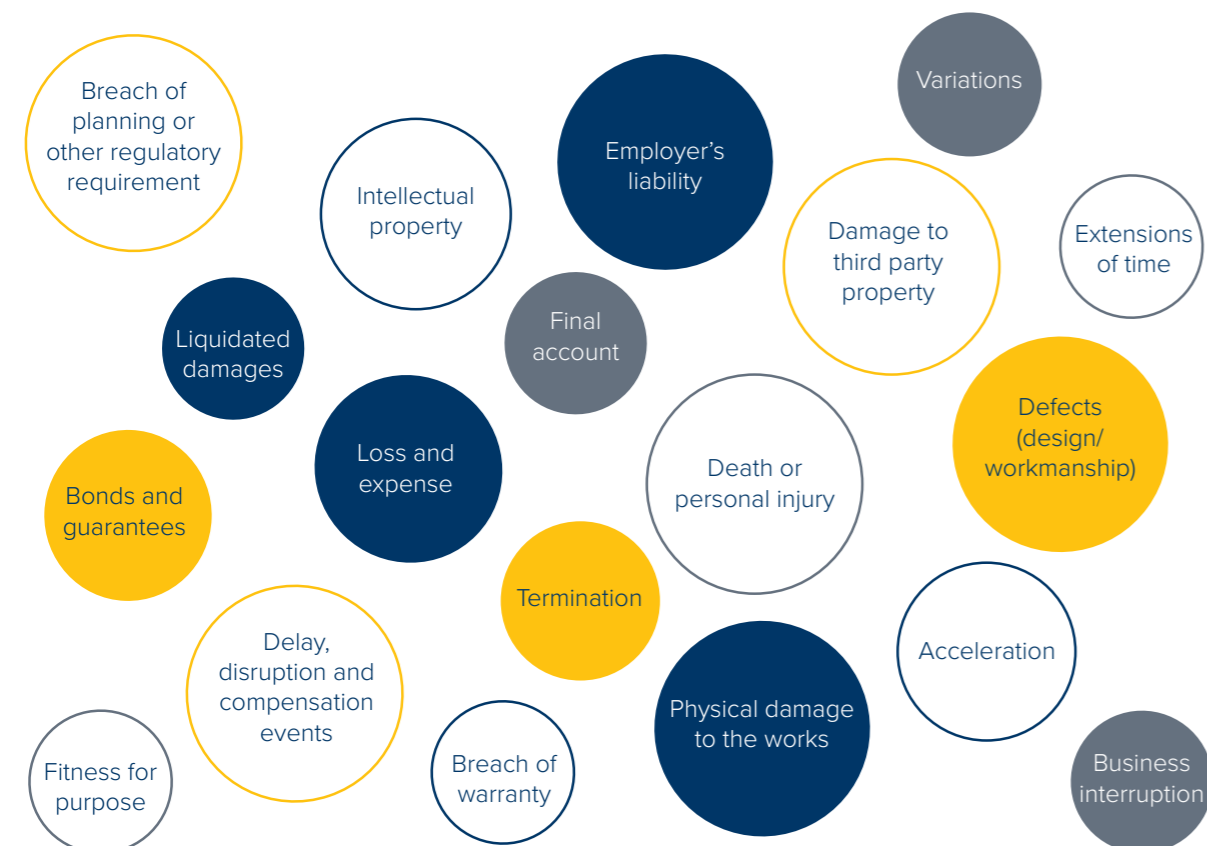 Breach of
planning or
other regulatory
requirement
Intellectual
property
Employer’s
liability
Variations
Damage to
third party
property
Extensions
of time
Liquidated
damages
Final
account
Loss and
expense
Death or
personal injury
Defects
(design/
workmanship)
Bonds and
guarantees
Termination
Delay,
disruption and
compensation
events
Acceleration
Physical damage
to the works
Fitness for
purpose
Breach of
warranty
Business
interruption